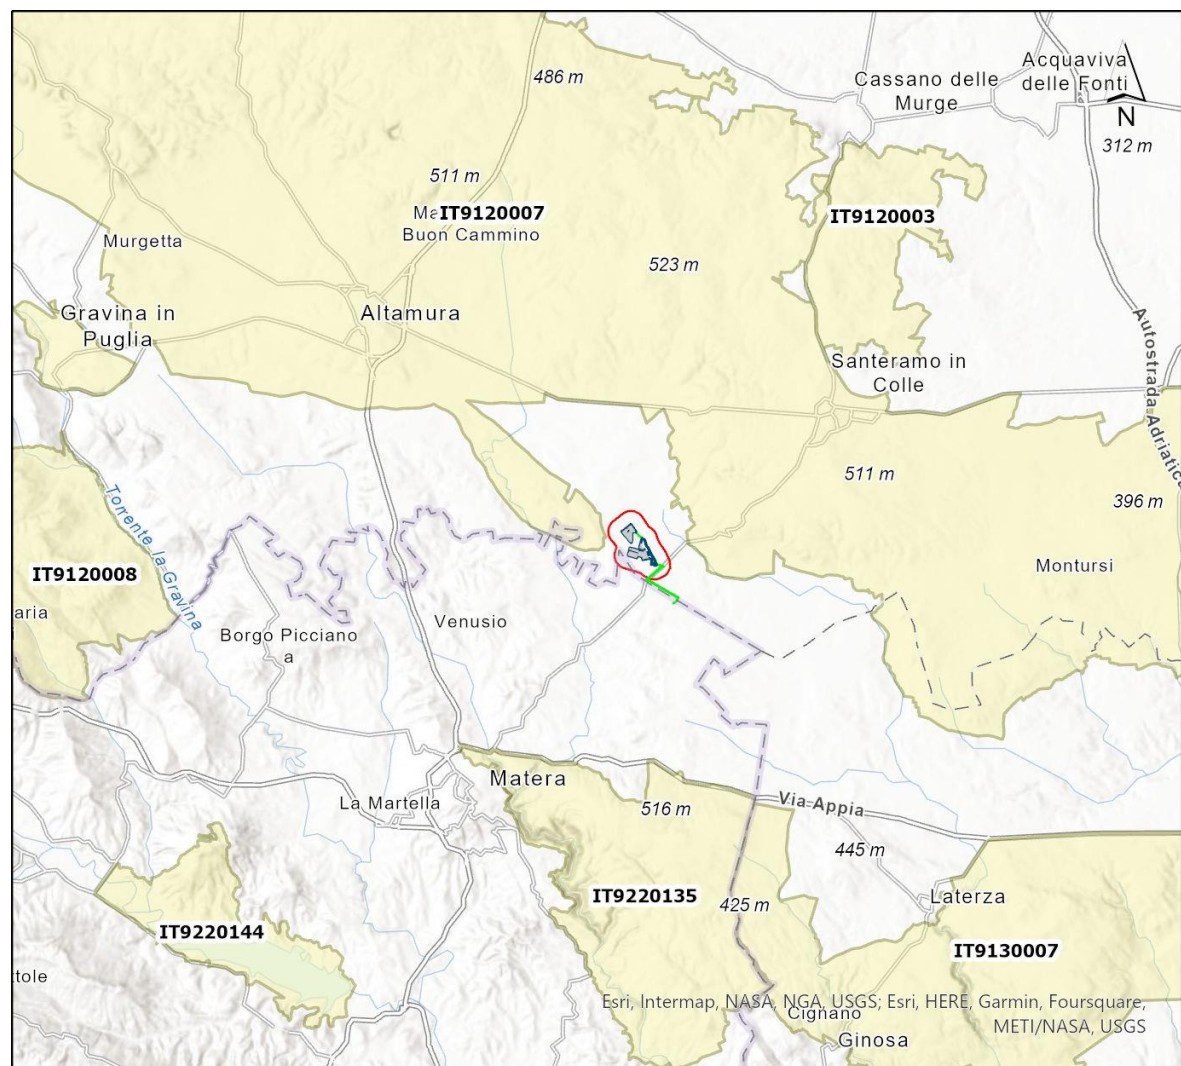 486 m
Cassano delle
Murge
Acquaviva
delle Fonti
N
312 m
511 m
IT9120007
Buon Cammino
IT9120003
Murgetta
523 m
Gravina in
Puglia
Altamura
Autostrada Adriatica
Santeramo in
Colle
511 m
396 m
Torrente la Gravina
IT9120008
Montursi
aria
Borgo Picciano
a
Venusio
Matera
La Martella
516 m
Via Appia
445 m
IT9220135
425 m
Laterza
IT9220144
IT9130007
ttole
Esri, Intermap, NASA, NGA, USGS; Esri, HERE, Garmin, Foursquare,
METI/NASA, USGS
Cignano
Ginosa